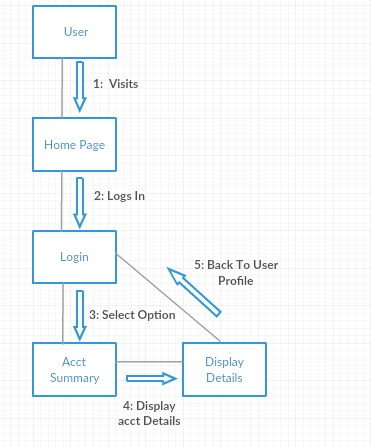 User
1: Visits
Home Page
2: Logs In
Login
5: Back To User
Profile
3: Select Option
Acct
Summary
Display
Details
4: Display
acct Details